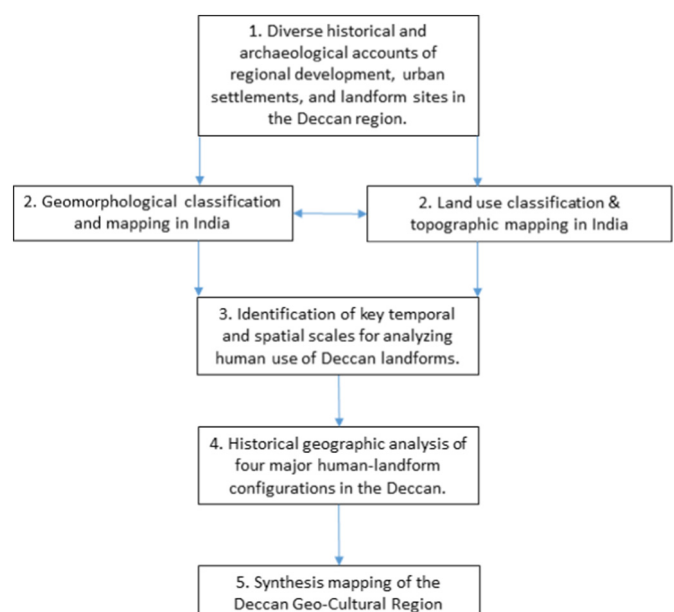 1. Diverse historical and
archaeological accounts of
regional development, urban
settlements, and landform sites in
the Deccan region.
2. Geomorphological classification
and mapping in India
2. Land use classification &
topographic mapping in India
3. Identification of key temporal
and spatial scales for analyzing
human use of Deccan landforms.
4. Historical geographic analysis of
four major human-landform
configurations in the Deccan.
5. Synthesis mapping of the
Deccan Geo-Cultural Region